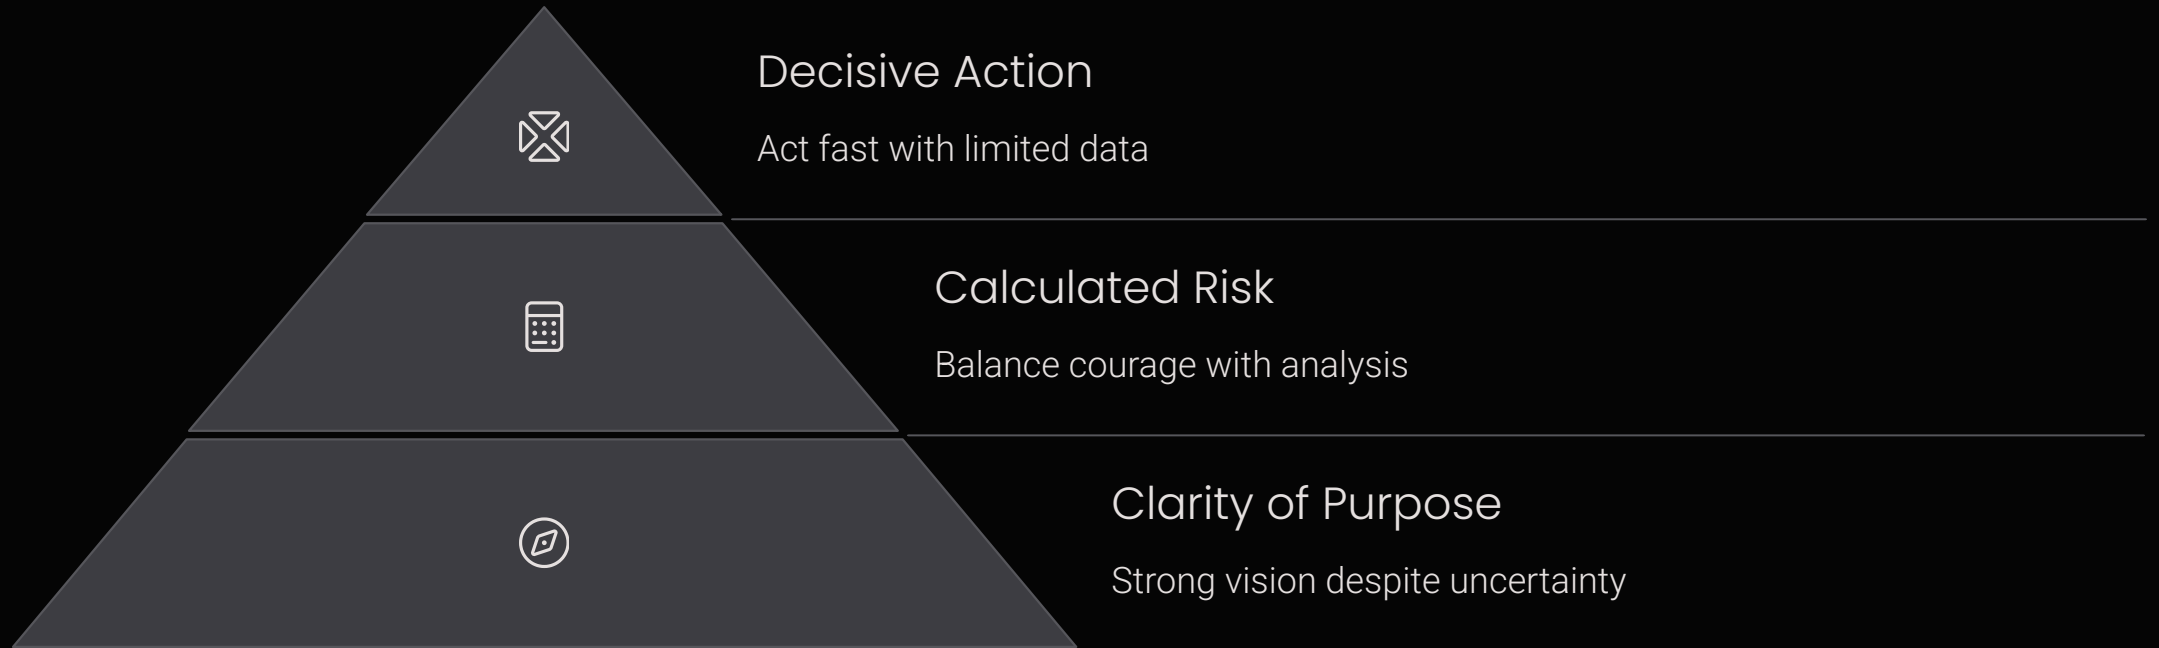 Decisive Action
Act fast with limited data
Calculated Risk
Balance courage with analysis
Clarity of Purpose
Strong vision despite uncertainty